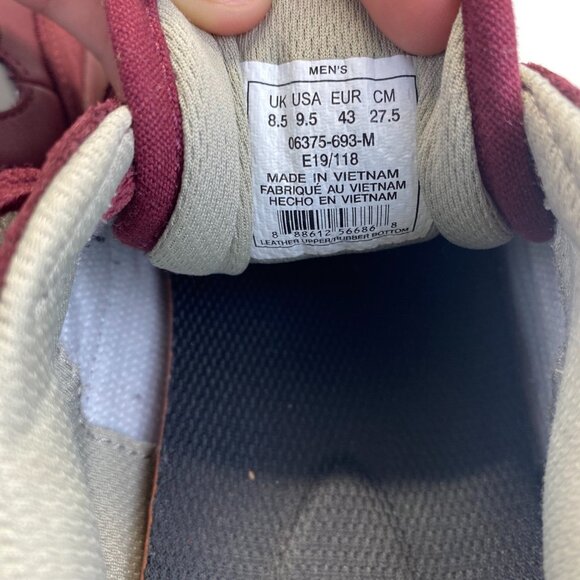 MEN'S
UK USA EUR CM
8.5 9.5 43 27.5
06375-693-M
E19/118
MADE IN VIETNAM
FABRIQUÉ AU VIETNAM
HECHO EN VIETNAM
8 88612 56686 8
LEATHER UPPER/RUBBER BOTTOM